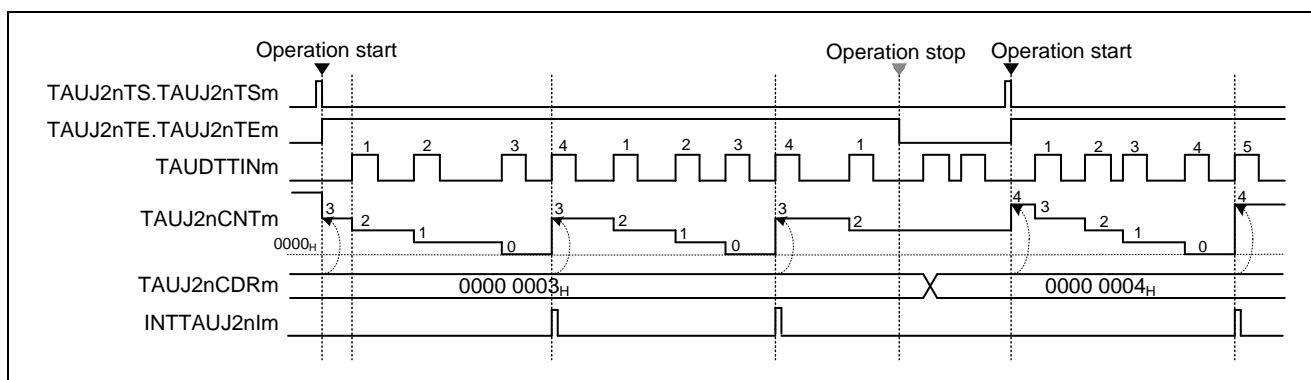 Operation start Operation stop Operation start
TAUJ2nTS.TAUJ2nTSm
TAUJ2nTE.TAUJ2nTEm
1 2 3 4 1 2 3 4 1 1 2 3 4 5
TAUDTTINm
3 2 1 0 3 2 1 0 3 2 4 3 2 1 0 4
TAUJ2nCNTm
0000H
TAUJ2nCDRm 0000 0003H 0000 0004H
INTTAUJ2nIm